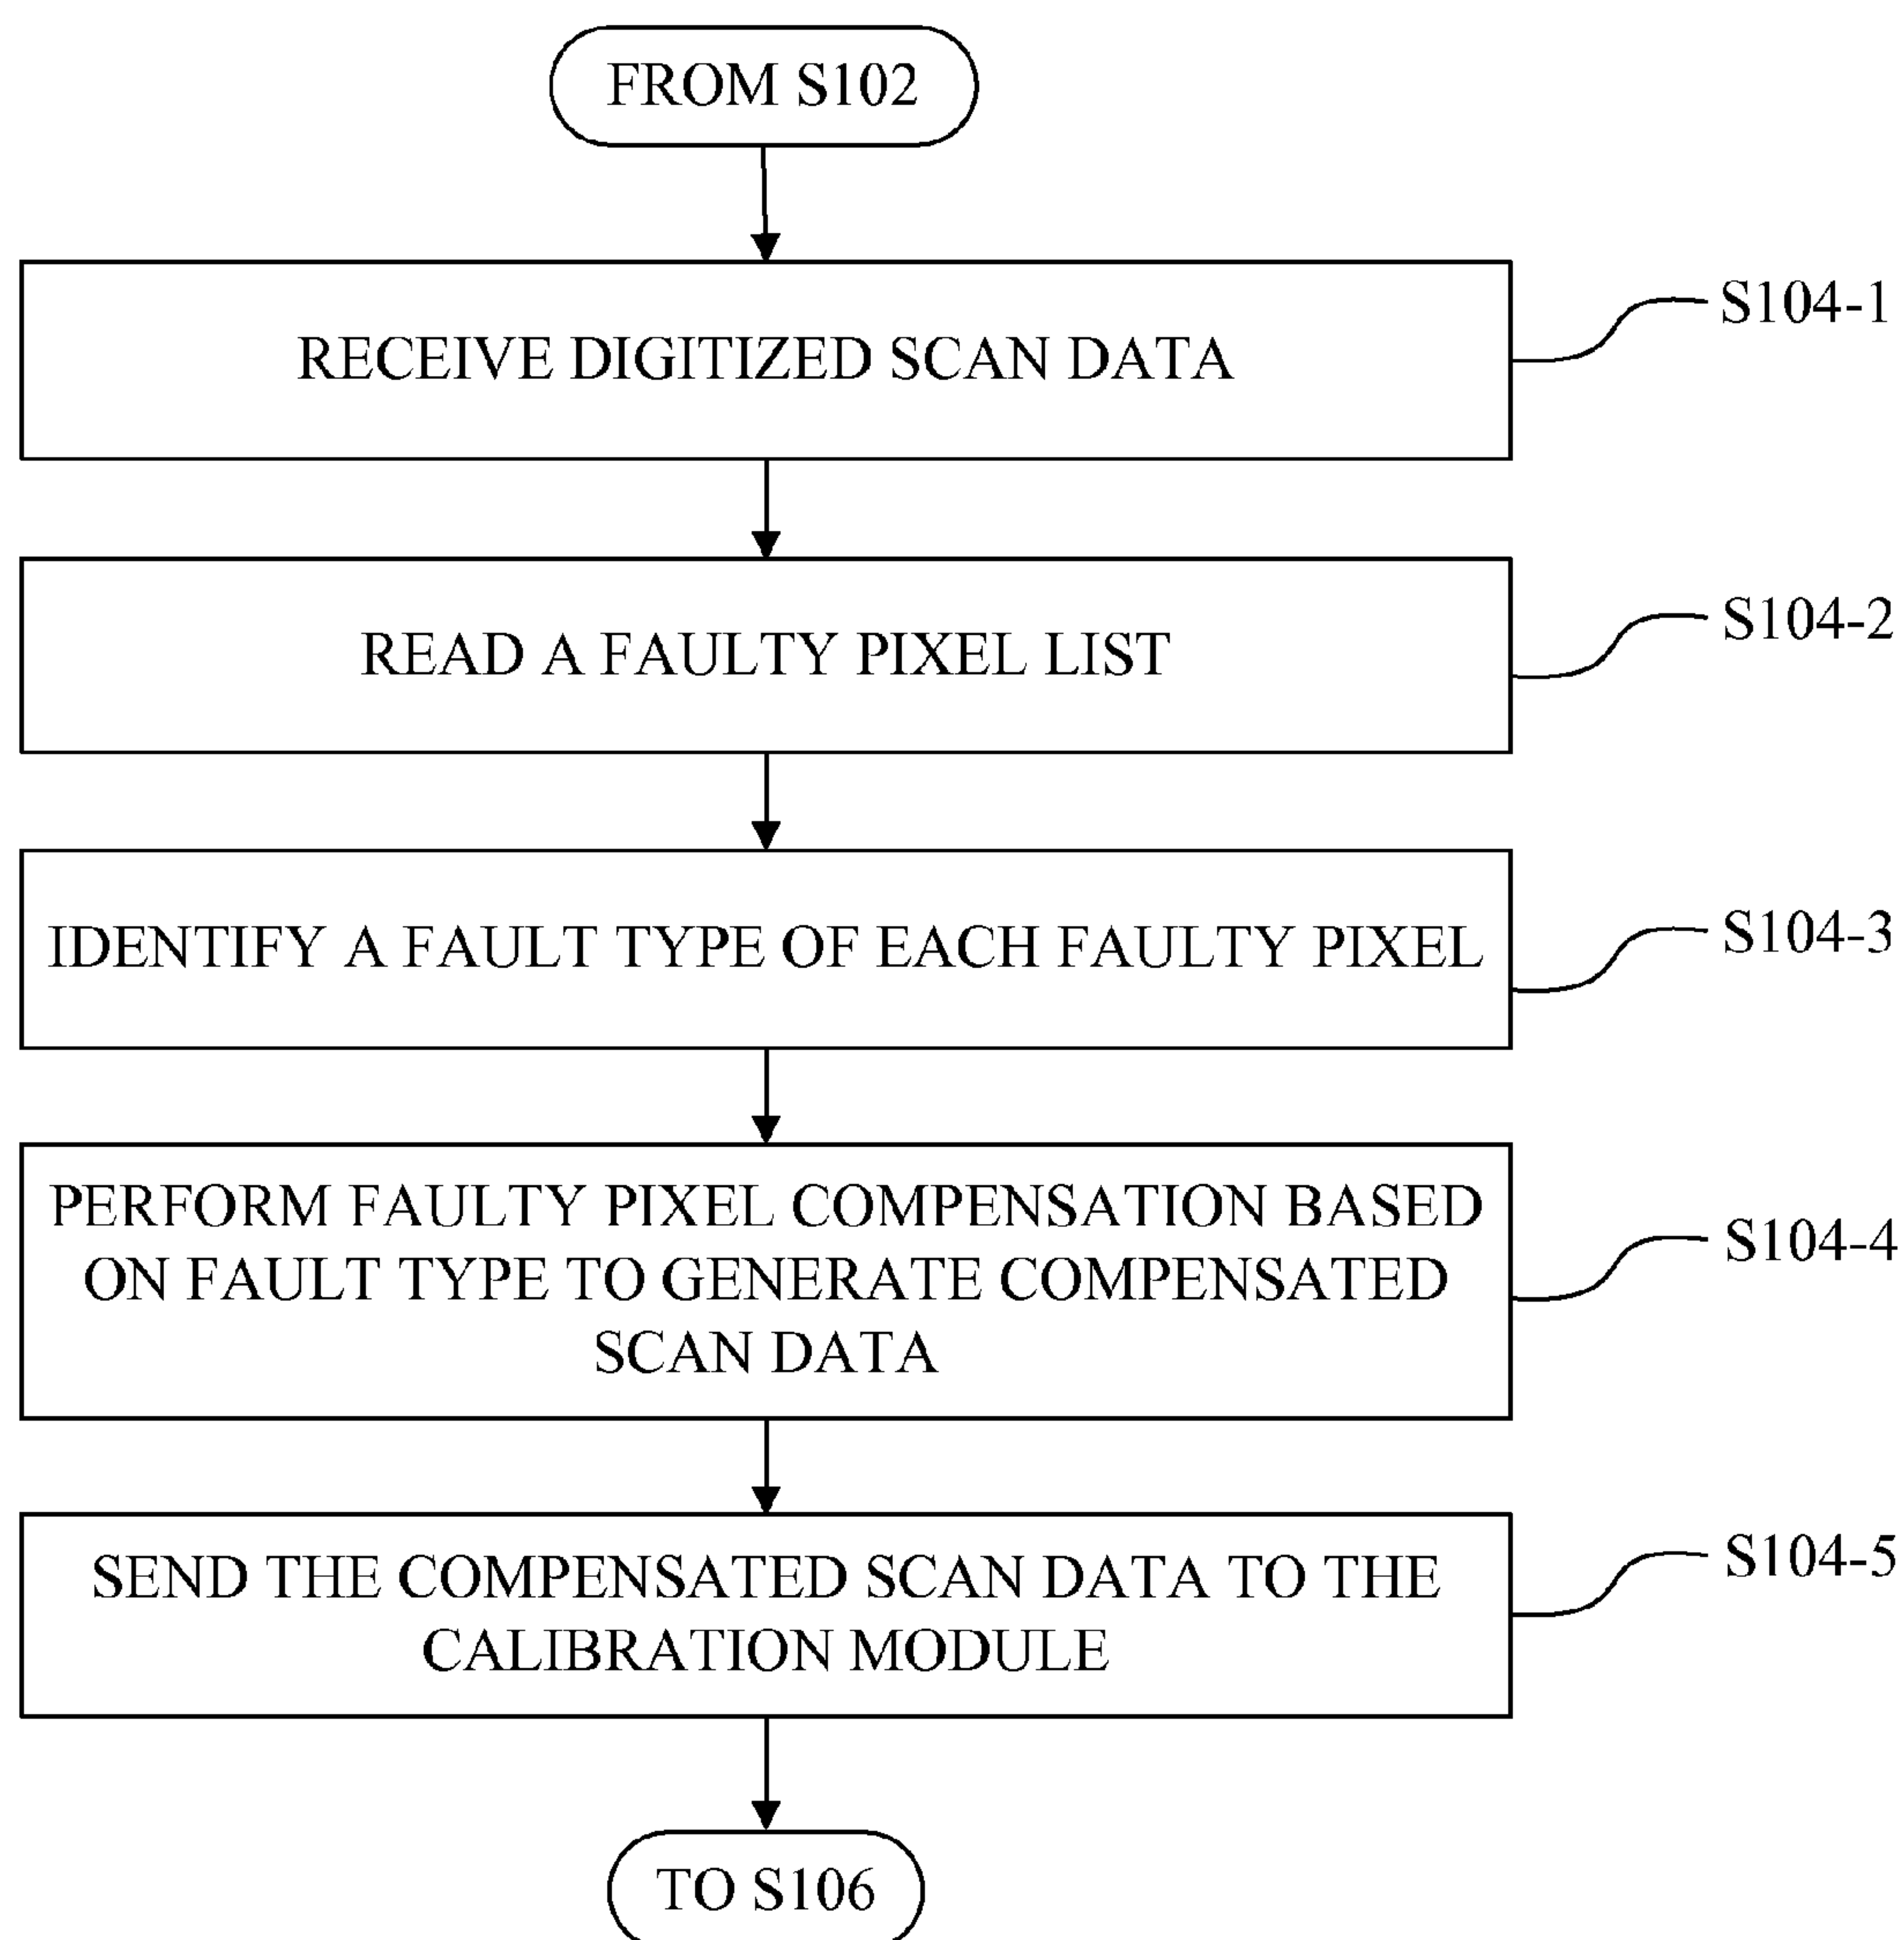 FROM S102
RECEIVE DIGITIZED SCAN DATA
S104-1
READ A FAULTY PIXEL LIST
S104-2
IDENTIFY A FAULT TYPE OF EACH FAULTY PIXEL
S104-3
PERFORM FAULTY PIXEL COMPENSATION BASED
ON FAULT TYPE TO GENERATE COMPENSATED
SCAN DATA
S104-4
SEND THE COMPENSATED SCAN DATA TO THE
CALIBRATION MODULE
S104-5
TO S106